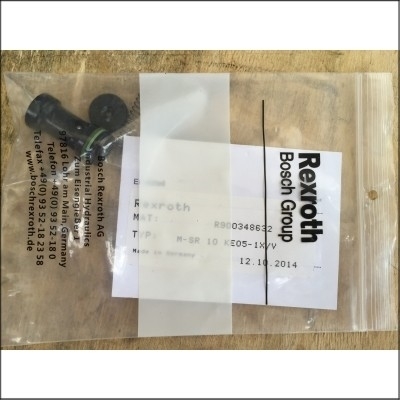 Rexroth
Bosch Group
Bosch Rexroth AG
Industrial Hydraulics
Zum Eisengießer 1
97816 Lohr am Main Germany
Telefon +49(0) 93 52-18 0
Telefax +49(0) 93 52-18 23 58
www.boschrexroth.de
Rexroth
MAT: R900348632
TYP: M-SR 10 KE05-1X/V
Made in Germany
12.10.2014